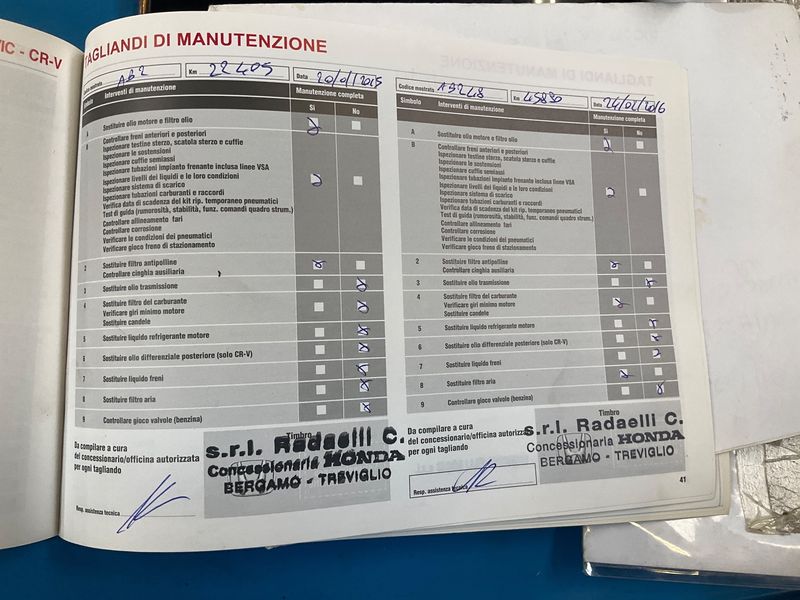 VIC - CR-V
TAGLIANDI DI MANUTENZIONE
AB2
Km 22405
Data 20/01/2015
Simbolo Interventi di manutenzione
Manutenzione completa
Sì No
A Sostituire olio motore e filtro olio
B Controllare freni anteriori e posteriori
Ispezionare testine sterzo, scatola sterzo e cuffie
Ispezionare le sostensioni
Ispezionare cuffie semiassi
Ispezionare tubazioni impianto frenante inclusa linee VSA
Ispezionare livelli dei liquidi e le loro condizioni
Ispezionare sistema di scarico
Ispezionare tubazioni carburanti e raccordi
Verifica data di scadenza del kit rip. temporaneo pneumatici
Test di guida (rumorosità, stabilità, funz. comandi quadro strum.)
Controllare allineamento fari
Controllare corrosione
Verificare le condizioni dei pneumatici
Verificare gioco freno di stazionamento
2 Sostituire filtro antipolline
Controllare cinghia ausiliaria
3 Sostituire olio trasmissione
4 Sostituire filtro del carburante
Verificare giri minimo motore
Sostituire candele
5 Sostituire liquido refrigerante motore
6 Sostituire olio differenziale posteriore (solo CR-V)
7 Sostituire liquido freni
8 Sostituire filtro aria
9 Controllare gioco valvole (benzina)
Da compilare a cura
del concessionario/officina autorizzata
per ogni tagliando
Timbro
s.r.l. Radaelli C.
Concessionaria HONDA
BERGAMO - TREVIGLIO
Resp. assistenza tecnica
Codice mostrato
Km 45890
Data 24/02/2016
Simbolo Interventi di manutenzione
Manutenzione completa
Sì No
A Sostituire olio motore e filtro olio
B Controllare freni anteriori e posteriori
Ispezionare testine sterzo, scatola sterzo e cuffie
Ispezionare le sostensioni
Ispezionare cuffie semiassi
Ispezionare tubazioni impianto frenante inclusa linee VSA
Ispezionare livelli dei liquidi e le loro condizioni
Ispezionare sistema di scarico
Ispezionare tubazioni carburanti e raccordi
Verifica data di scadenza del kit rip. temporaneo pneumatici
Test di guida (rumorosità, stabilità, funz. comandi quadro strum.)
Controllare allineamento fari
Controllare corrosione
Verificare le condizioni dei pneumatici
Verificare gioco freno di stazionamento
2 Sostituire filtro antipolline
Controllare cinghia ausiliaria
3 Sostituire olio trasmissione
4 Sostituire filtro del carburante
Verificare giri minimo motore
Sostituire candele
5 Sostituire liquido refrigerante motore
6 Sostituire olio differenziale posteriore (solo CR-V)
7 Sostituire liquido freni
8 Sostituire filtro aria
9 Controllare gioco valvole (benzina)
Da compilare a cura
del concessionario/officina autorizzata
per ogni tagliando
Timbro
s.r.l. Radaelli C.
Concessionaria HONDA
BERGAMO - TREVIGLIO
Resp. assistenza tecnica
41